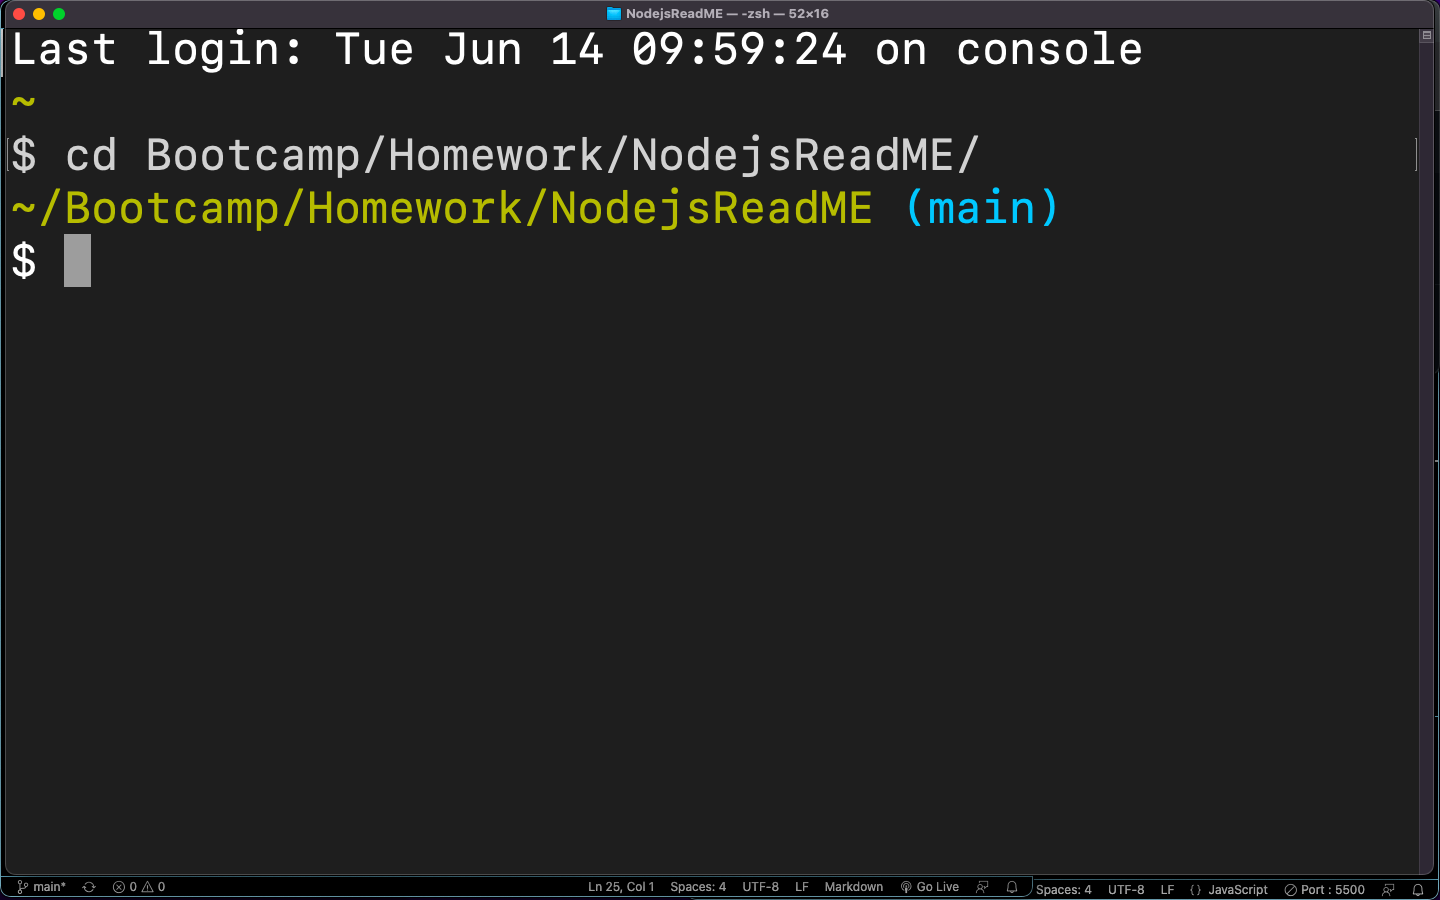 NodejsReadME — -zsh — 52×16
Last login: Tue Jun 14 09:59:24 on console
~
$ cd Bootcamp/Homework/NodejsReadME/
~/Bootcamp/Homework/NodejsReadME (main)
$
main* 0 0 Ln 25, Col 1 Spaces: 4 UTF-8 LF Markdown Go Live Spaces: 4 UTF-8 LF {} JavaScript Port : 5500